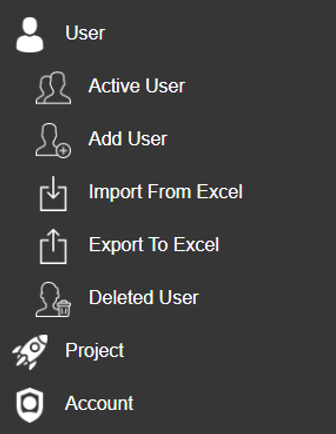 User
Active User
Add User
Import From Excel
Export To Excel
Deleted User
Project
Account